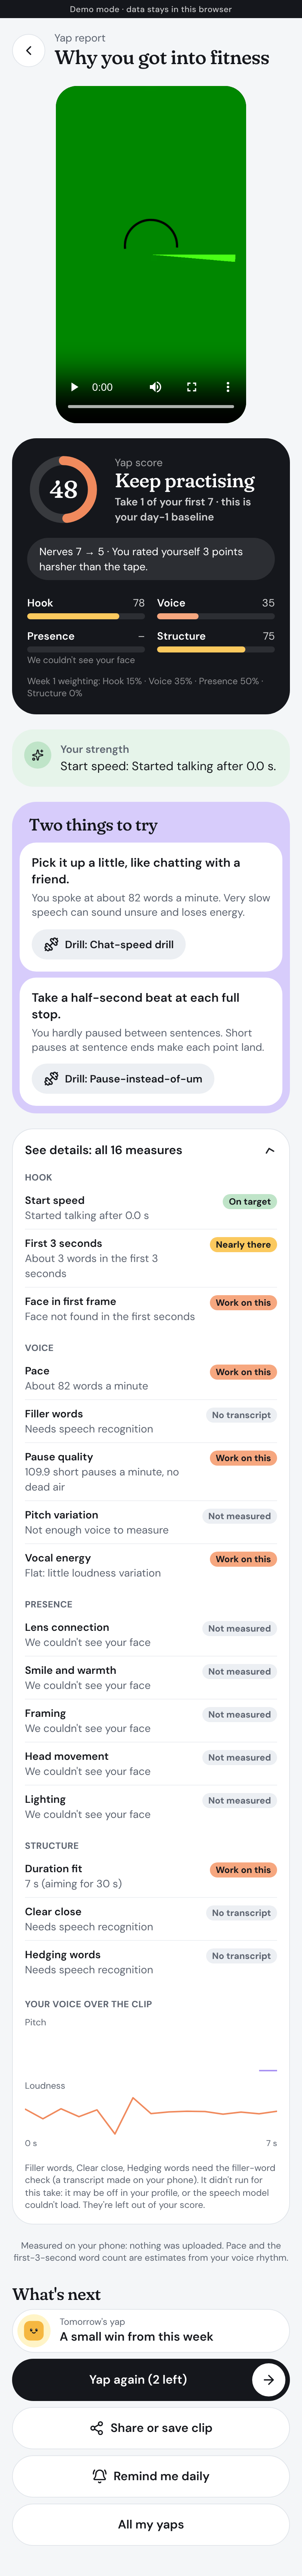 Demo mode · data stays in this browser
Yap report
Why you got into fitness
0:00
48
Yap score
Keep practising
Take 1 of your first 7 · this is
your day-1 baseline
Nerves 7 → 5 · You rated yourself 3 points
harsher than the tape.
Hook 78
Voice 35
Presence –
Structure 75
We couldn't see your face
Week 1 weighting: Hook 15% · Voice 35% · Presence 50% ·
Structure 0%
Your strength
Start speed: Started talking after 0.0 s.
Two things to try
Pick it up a little, like chatting with a
friend.
You spoke at about 82 words a minute. Very slow
speech can sound unsure and loses energy.
Drill: Chat-speed drill
Take a half-second beat at each full
stop.
You hardly paused between sentences. Short
pauses at sentence ends make each point land.
Drill: Pause-instead-of-um
See details: all 16 measures
HOOK
Start speed
On target
Started talking after 0.0 s
First 3 seconds
Nearly there
About 3 words in the first 3
seconds
Face in first frame
Work on this
Face not found in the first seconds
VOICE
Pace
Work on this
About 82 words a minute
Filler words
No transcript
Needs speech recognition
Pause quality
Work on this
109.9 short pauses a minute, no
dead air
Pitch variation
Not measured
Not enough voice to measure
Vocal energy
Work on this
Flat: little loudness variation
PRESENCE
Lens connection
Not measured
We couldn't see your face
Smile and warmth
Not measured
We couldn't see your face
Framing
Not measured
We couldn't see your face
Head movement
Not measured
We couldn't see your face
Lighting
Not measured
We couldn't see your face
STRUCTURE
Duration fit
Work on this
7 s (aiming for 30 s)
Clear close
No transcript
Needs speech recognition
Hedging words
No transcript
Needs speech recognition
YOUR VOICE OVER THE CLIP
Pitch
Loudness
0 s 7 s
Filler words, Clear close, Hedging words need the filler-word
check (a transcript made on your phone). It didn't run for
this take: it may be off in your profile, or the speech model
couldn't load. They're left out of your score.
Measured on your phone: nothing was uploaded. Pace and the
first-3-second word count are estimates from your voice rhythm.
What's next
Tomorrow's yap
A small win from this week
Yap again (2 left)
Share or save clip
Remind me daily
All my yaps